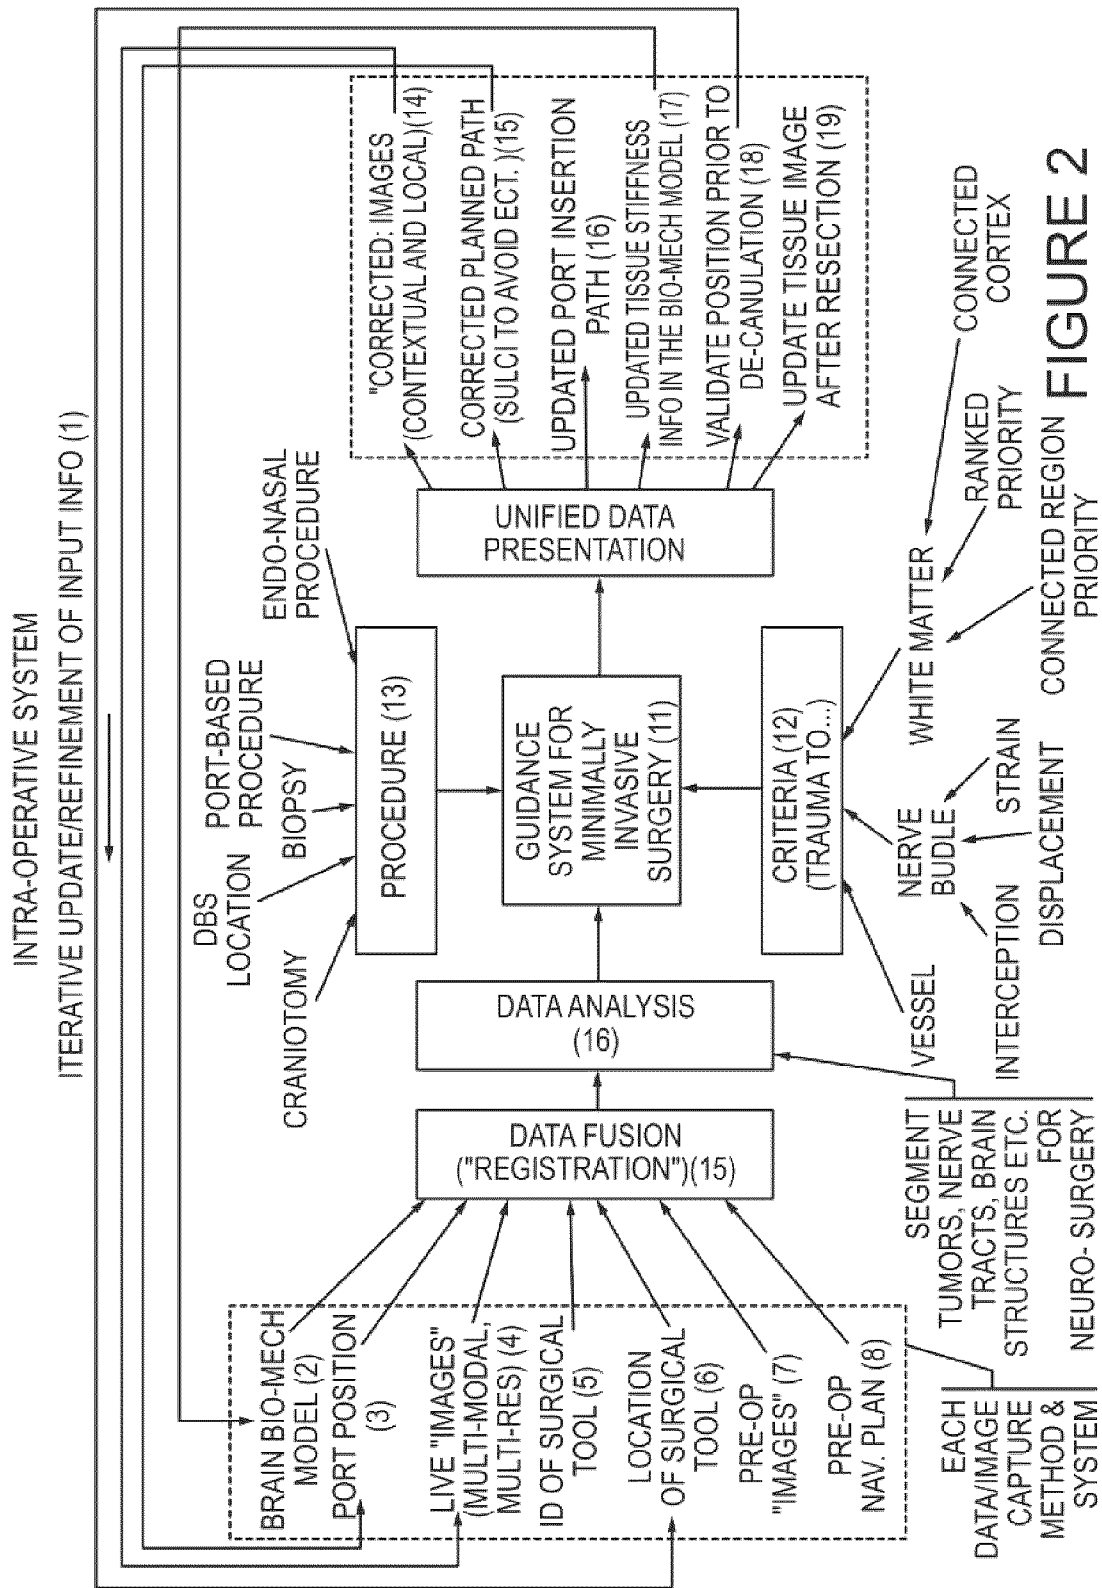 INTRA-OPERATIVE SYSTEM
ITERATIVE UPDATE/REFINEMENT OF INPUT INFO (1)
BRAIN BIO-MECH
MODEL (2)
PORT POSITION
(3)
LIVE "IMAGES"
(MULTI-MODAL,
MULTI-RES) (4)
ID OF SURGICAL
TOOL (5)
LOCATION
OF SURGICAL
TOOL (6)
PRE-OP
"IMAGES" (7)
PRE-OP
NAV. PLAN (8)
EACH
DATA/IMAGE
CAPTURE
METHOD &
SYSTEM
DATA FUSION
("REGISTRATION")(15)
DATA ANALYSIS
(16)
SEGMENT
TUMORS, NERVE
TRACTS, BRAIN
STRUCTURES ETC.
FOR
NEURO- SURGERY
CRANIOTOMY
DBS
LOCATION
BIOPSY
PORT-BASED
PROCEDURE
ENDO-NASAL
PROCEDURE
PROCEDURE (13)
GUIDANCE
SYSTEM FOR
MINIMALLY
INVASIVE
SURGERY (11)
CRITERIA (12)
(TRAUMA TO...)
VESSEL
NERVE
BUDLE
INTERCEPTION
DISPLACEMENT
STRAIN
WHITE MATTER
CONNECTED REGION
PRIORITY
RANKED
PRIORITY
CONNECTED
CORTEX
UNIFIED DATA
PRESENTATION
"CORRECTED: IMAGES
(CONTEXTUAL AND LOCAL)(14)
CORRECTED PLANNED PATH
(SULCI TO AVOID ECT. )(15)
UPDATED PORT INSERTION
PATH (16)
UPDATED TISSUE STIFFNESS
INFO IN THE BIO-MECH MODEL (17)
VALIDATE POSITION PRIOR TO
DE-CANULATION (18)
UPDATE TISSUE IMAGE
AFTER RESECTION (19)
FIGURE 2